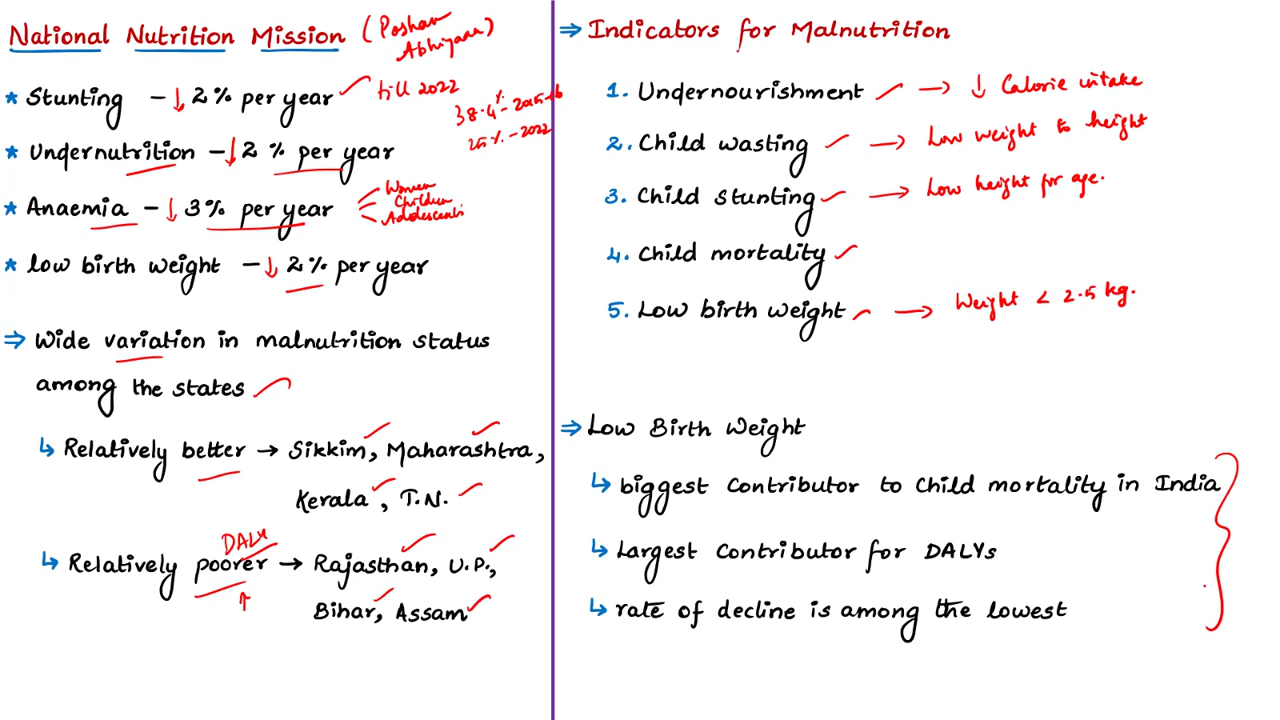 National Nutrition Mission (Poshan Abhiyaan)
* Stunting - ↓ 2% per year till 2022
38.4% - 2015-16
25% - 2022
* Undernutrition - ↓ 2% per year
* Anaemia - ↓ 3% per year
Women
Children
Adolescents
* low birth weight - ↓ 2% per year
⇒ Wide variation in malnutrition status
among the states
↳ Relatively better → Sikkim, Maharashtra,
Kerala, T.N.
DALY
↳ Relatively poorer → Rajasthan, U.P.,
Bihar, Assam
⇒ Indicators for Malnutrition
1. Undernourishment → ↓ Calorie intake
2. Child wasting → Low weight to height
3. Child stunting → Low height for age.
4. Child mortality
5. Low birth weight → Weight < 2.5 kg.
⇒ Low Birth Weight
↳ biggest contributor to child mortality in India
↳ Largest contributor for DALYs
↳ rate of decline is among the lowest